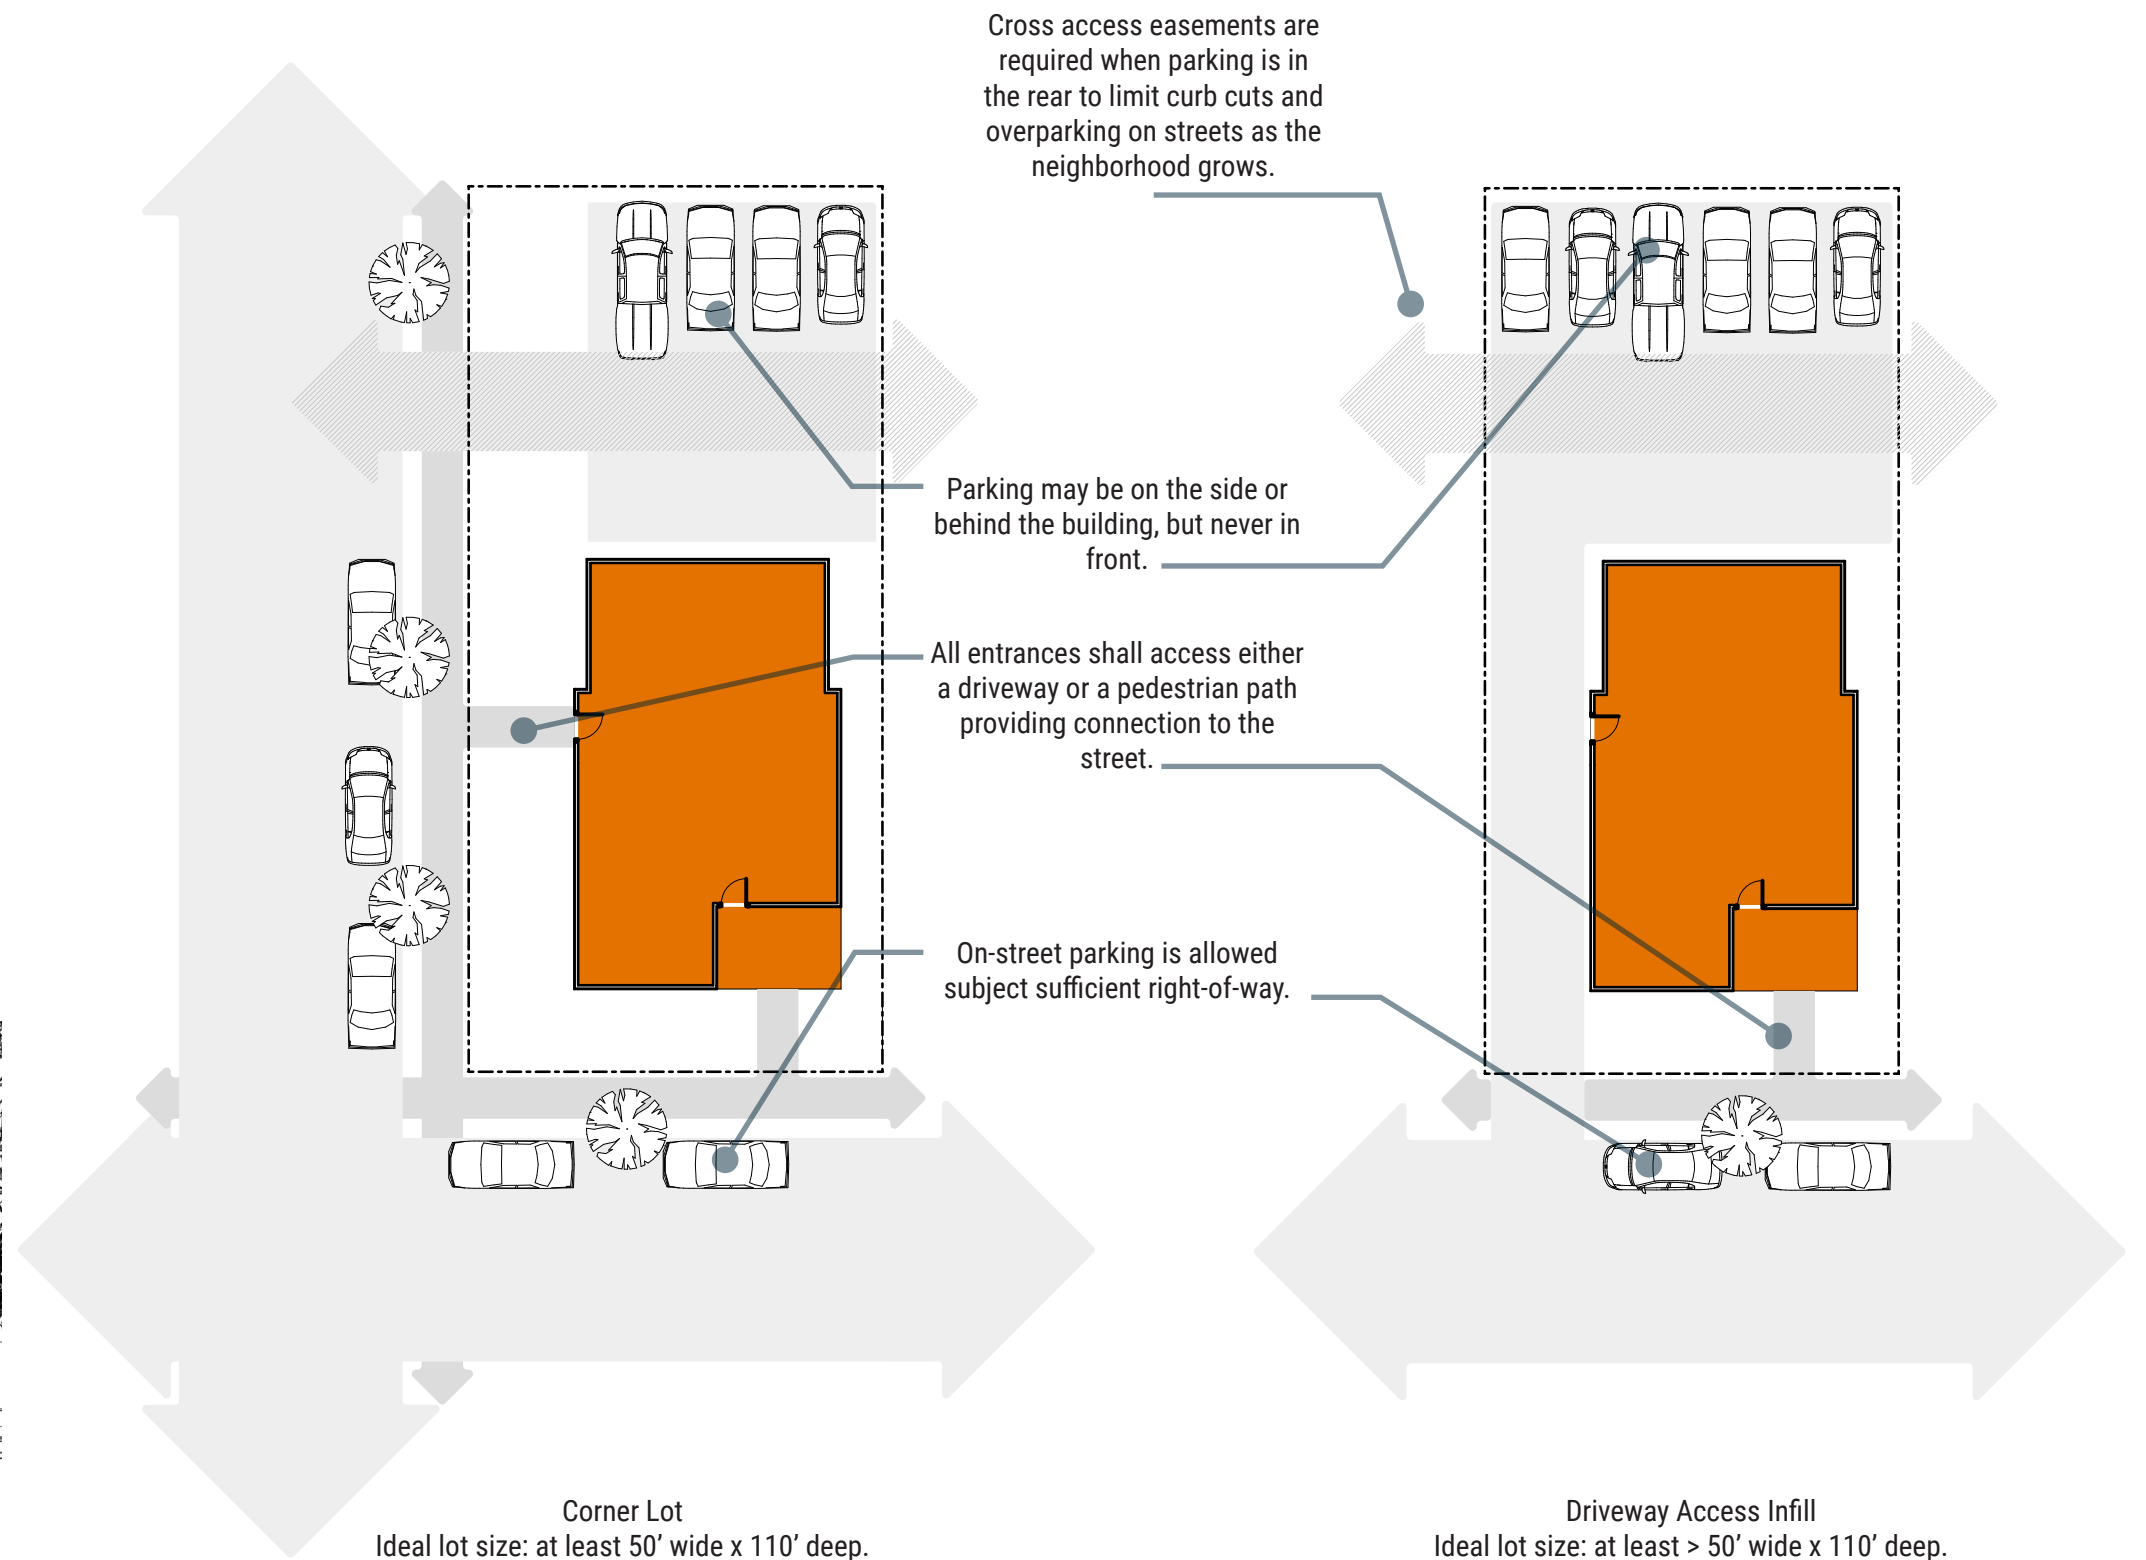 Cross access easements are
required when parking is in
the rear to limit curb cuts and
overparking on streets as the
neighborhood grows.
Parking may be on the side or
behind the building, but never in
front.
All entrances shall access either
a driveway or a pedestrian path
providing connection to the
street.
On-street parking is allowed
subject sufficient right-of-way.
Corner Lot
Ideal lot size: at least 50’ wide x 110’ deep.
Driveway Access Infill
Ideal lot size: at least > 50’ wide x 110’ deep.